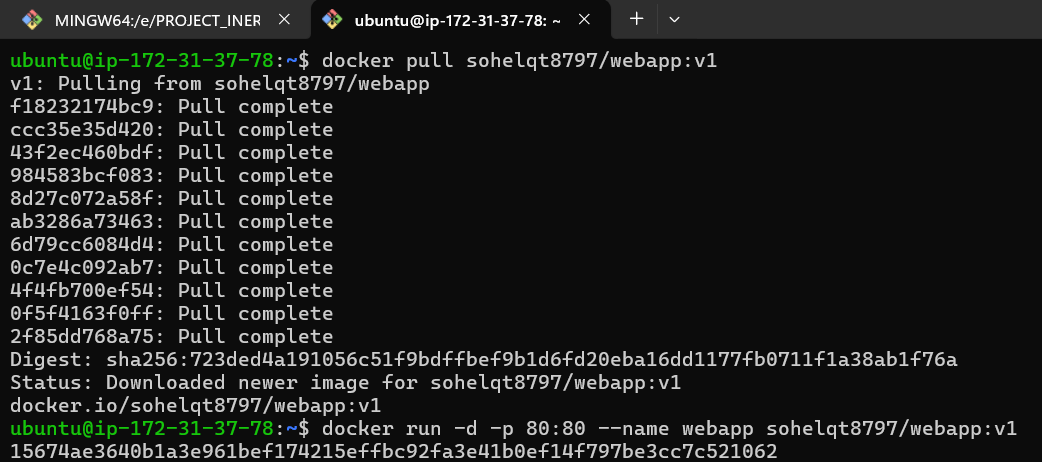 MINGW64:/e/PROJECT_INER
ubuntu@ip-172-31-37-78: ~
ubuntu@ip-172-31-37-78:~$ docker pull sohelqt8797/webapp:v1
v1: Pulling from sohelqt8797/webapp
f18232174bc9: Pull complete
ccc35e35d420: Pull complete
43f2ec460bdf: Pull complete
984583bcf083: Pull complete
8d27c072a58f: Pull complete
ab3286a73463: Pull complete
6d79cc6084d4: Pull complete
0c7e4c092ab7: Pull complete
4f4fb700ef54: Pull complete
0f5f4163f0ff: Pull complete
2f85dd768a75: Pull complete
Digest: sha256:723ded4a191056c51f9bdffbef9b1d6fd20eba16dd1177fb0711f1a38ab1f76a
Status: Downloaded newer image for sohelqt8797/webapp:v1
docker.io/sohelqt8797/webapp:v1
ubuntu@ip-172-31-37-78:~$ docker run -d -p 80:80 --name webapp sohelqt8797/webapp:v1
15674ae3640b1a3e961bef174215effbc92fa3e41b0ef14f797be3cc7c521062